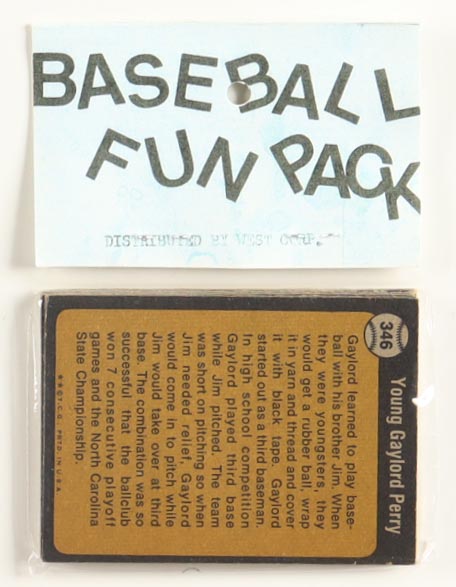 BASEBALL
FUN PACK
DISTRIBUTED BY WEST CORP.
346
Young Gaylord Perry
Gaylord learned to play base-
ball with his brother Jim. When
they were youngsters, they
would get a rubber ball, wrap
it in yarn and thread and cover
it with black tape. Gaylord
started out as a third baseman.
In high school competition
Gaylord played third base
while Jim pitched. The team
was short on pitching so when
Jim needed relief, Gaylord
would come in to pitch while
Jim would take over at third
base. The combination was so
successful that the ballclub
won 7 consecutive playoff
games and the North Carolina
State Championship.
★★©T.C.G. PRTD. IN U.S.A.